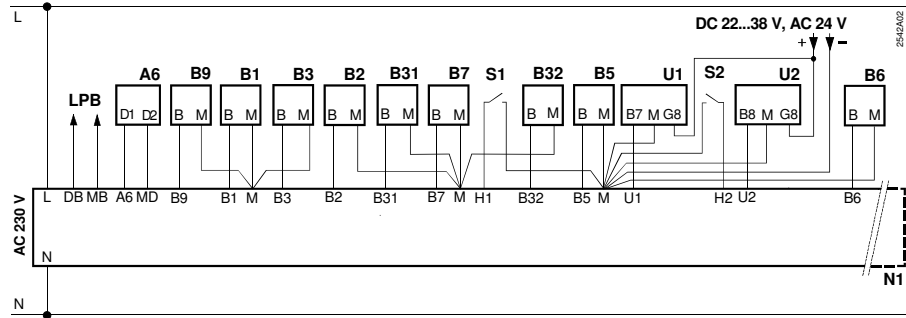 L
DC 22...38 V, AC 24 V
+ -
2542A02
A6 B9 B1 B3 B2 B31 B7 S1 B32 B5 U1 S2 U2 B6
LPB
D1 D2 B M B M B M B M B M B M B M B M B7 M G8 B8 M G8 B M
L DB MB A6 MD B9 B1 M B3 B2 B31 B7 M H1 B32 B5 M U1 H2 U2 B6
AC 230 V
N
N1
N